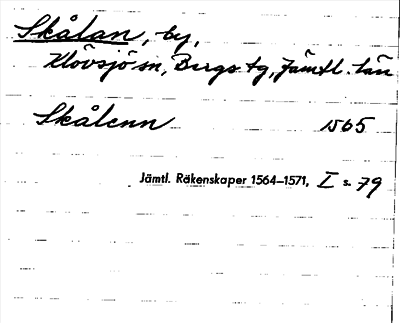 Skålan, by,
Klövsjö sn, Bergs tg, Jämtl. län
Skålenn 1565
Jämtl. Räkenskaper 1564–1571, I s. 79